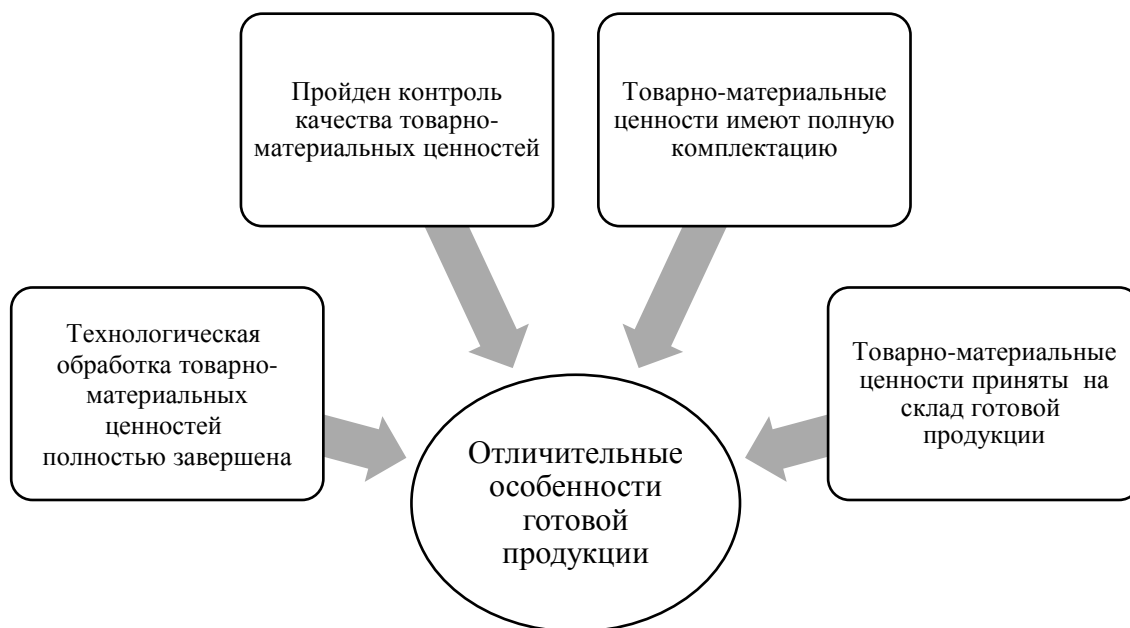 Пройден контроль
качества товарно-
материальных ценностей
Товарно-материальные
ценности имеют полную
комплектацию
Технологическая
обработка товарно-
материальных
ценностей
полностью завершена
Товарно-материальные
ценности приняты на
склад готовой
продукции
Отличительные
особенности
готовой
продукции